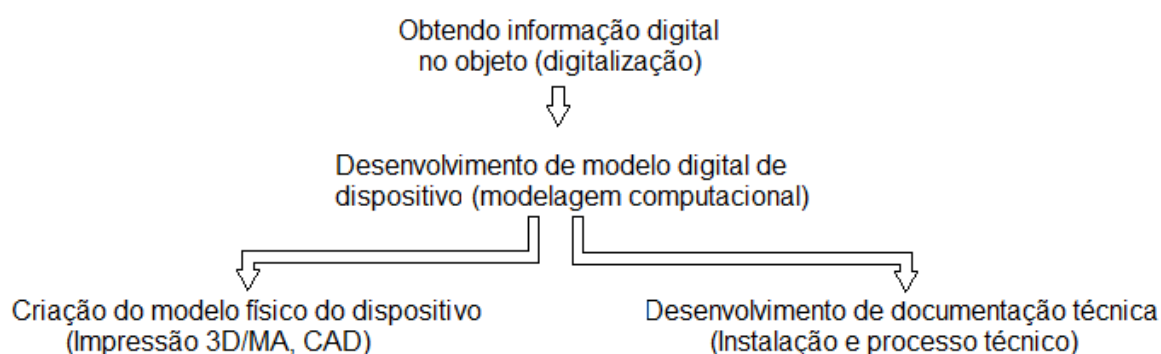 Obtendo informação digital
no objeto (digitalização)
Desenvolvimento de modelo digital de
dispositivo (modelagem computacional)
Criação do modelo físico do dispositivo
(Impressão 3D/MA, CAD)
Desenvolvimento de documentação técnica
(Instalação e processo técnico)